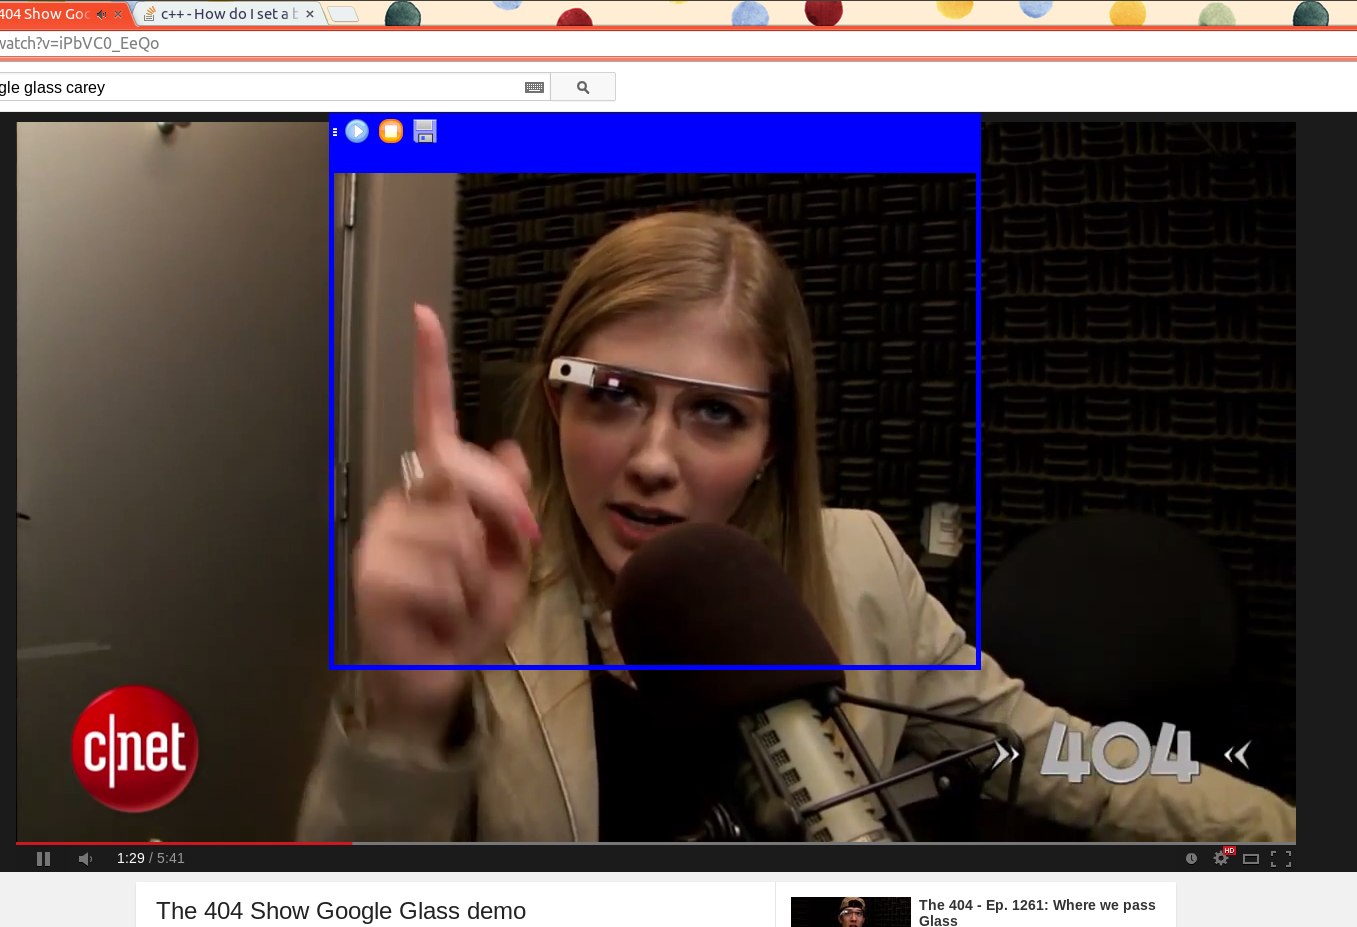 404 Show Goo
c++ - How do I set a b
watch?v=iPbVC0_EeQo
gle glass carey
c|net
404
1:29 / 5:41
HD
The 404 Show Google Glass demo
The 404 - Ep. 1261: Where we pass
Glass